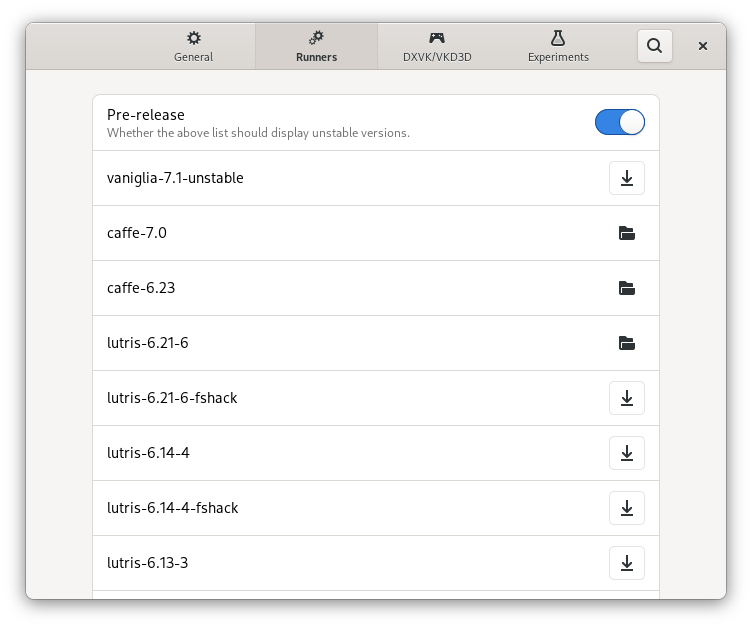 General
Runners
DXVK/VKD3D
Experiments
Pre-release
Whether the above list should display unstable versions.
vaniglia-7.1-unstable
caffe-7.0
caffe-6.23
lutris-6.21-6
lutris-6.21-6-fshack
lutris-6.14-4
lutris-6.14-4-fshack
lutris-6.13-3